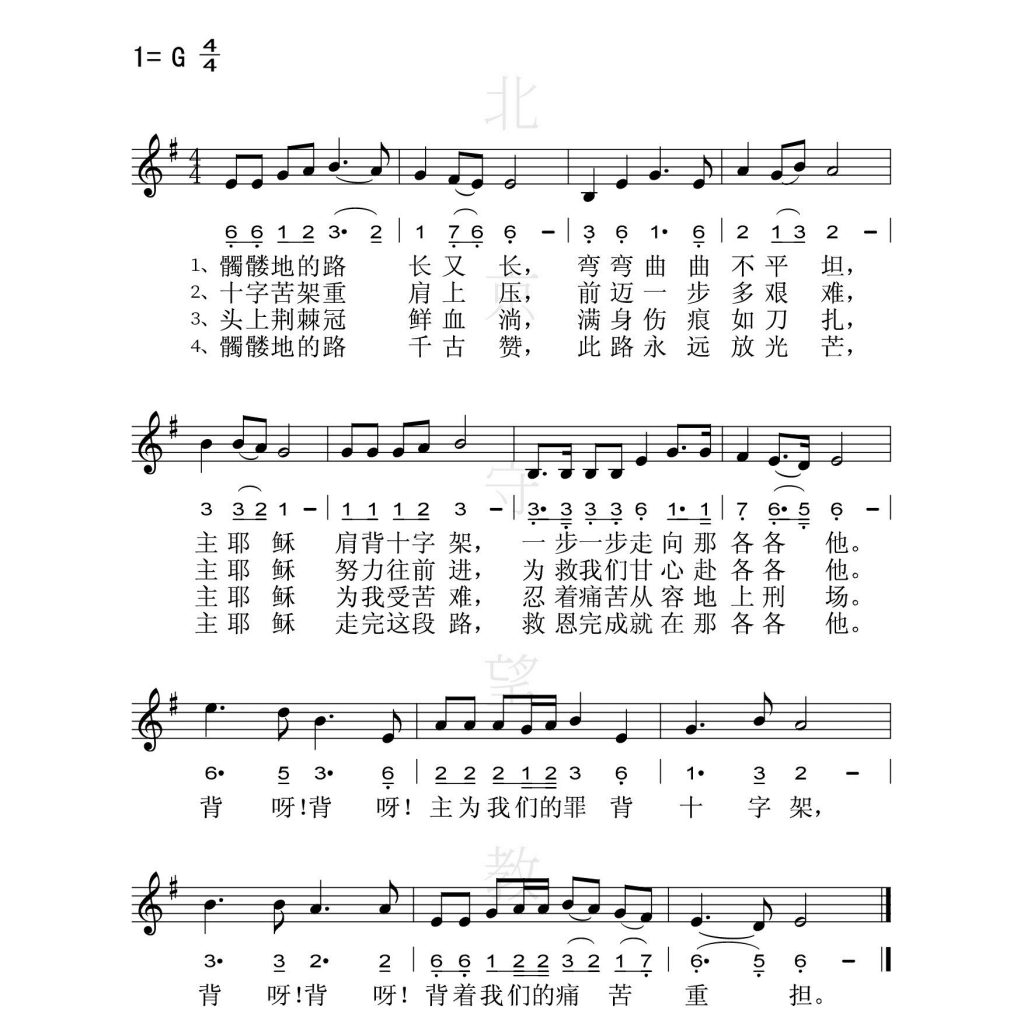 1= G 4/4
6 6 1 2 3• 2 | 1 7 6 6 – | 3 6 1• 6 | 2 1 3 2 – |
1、髑髅地的路 长又长，弯弯曲曲不平坦，
2、十字苦架重 肩上压，前迈一步多艰难，
3、头上荆棘冠 鲜血淌，满身伤痕如刀扎，
4、髑髅地的路 千古赞，此路永远放光芒，
3 3 2 1 – | 1 1 1 2 3 – | 3• 3 3 3 6 1• 1 | 7 6• 5 6 – |
主耶稣 肩背十字架，一步一步走向那各各他。
主耶稣 努力往前进，为救我们甘心赴各各他。
主耶稣 为我受苦难，忍着痛苦从容地上刑场。
主耶稣 走完这段路，救恩完成就在那各各他。
6• 5 3• 6 | 2 2 2 1 2 3 6 | 1• 3 2 – |
背呀!背呀!主为我们的罪背十字架，
3• 3 2• 2 | 6 6 1 2 2 3 2 1 7 | 6• 5 6 – ‖
背呀!背呀!背着我们的痛苦重担。
北京守望教